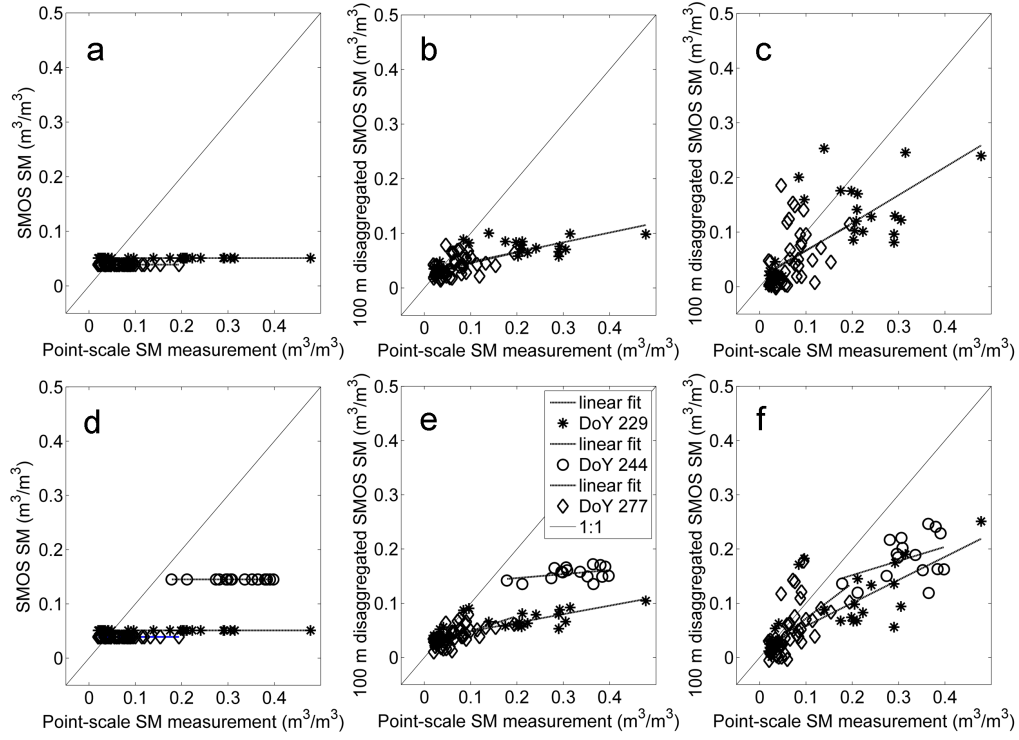 a
0.5
0.4
0.3
0.2
0.1
0
SMOS SM (m³/m³)
0 0.1 0.2 0.3 0.4
Point-scale SM measurement (m³/m³)
b
0.5
0.4
0.3
0.2
0.1
0
100 m disaggregated SMOS SM (m³/m³)
0 0.1 0.2 0.3 0.4
Point-scale SM measurement (m³/m³)
c
0.5
0.4
0.3
0.2
0.1
0
100 m disaggregated SMOS SM (m³/m³)
0 0.1 0.2 0.3 0.4
Point-scale SM measurement (m³/m³)
d
0.5
0.4
0.3
0.2
0.1
0
SMOS SM (m³/m³)
0 0.1 0.2 0.3 0.4
Point-scale SM measurement (m³/m³)
e
0.5
0.4
0.3
0.2
0.1
0
100 m disaggregated SMOS SM (m³/m³)
linear fit
DoY 229
linear fit
DoY 244
linear fit
DoY 277
1:1
0 0.1 0.2 0.3 0.4
Point-scale SM measurement (m³/m³)
f
0.5
0.4
0.3
0.2
0.1
0
100 m disaggregated SMOS SM (m³/m³)
0 0.1 0.2 0.3 0.4
Point-scale SM measurement (m³/m³)